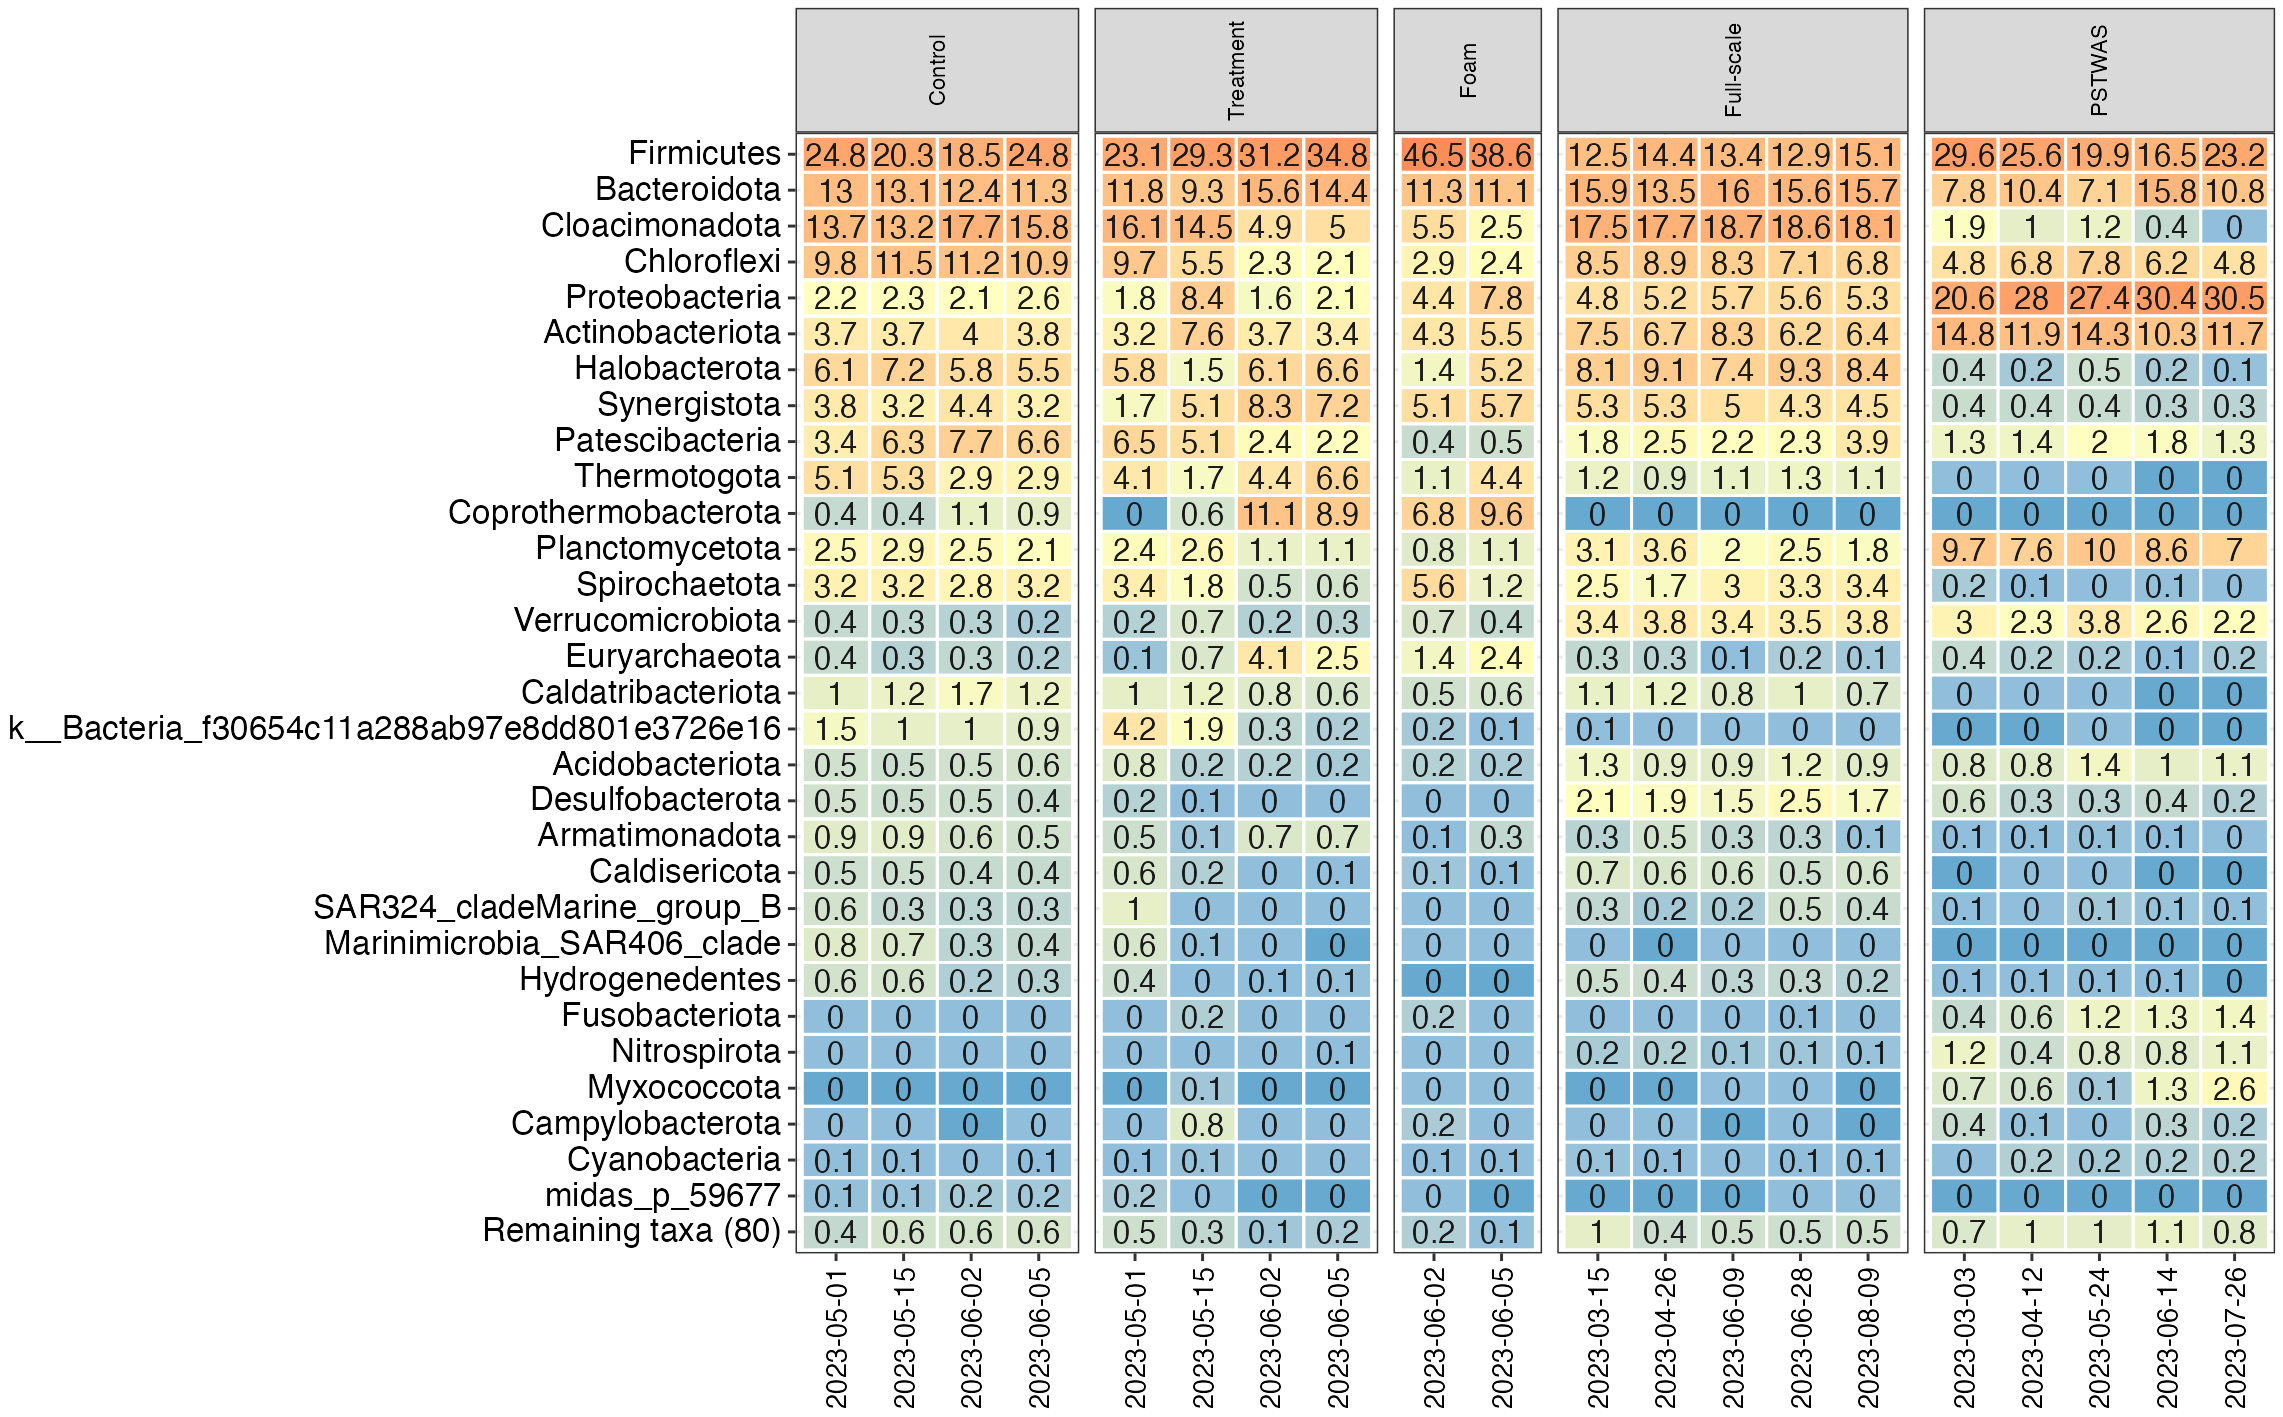 Control Treatment Foam Full-scale PSTWAS
Firmicutes 24.8 20.3 18.5 24.8 23.1 29.3 31.2 34.8 46.5 38.6 12.5 14.4 13.4 12.9 15.1 29.6 25.6 19.9 16.5 23.2
Bacteroidota 13 13.1 12.4 11.3 11.8 9.3 15.6 14.4 11.3 11.1 15.9 13.5 16 15.6 15.7 7.8 10.4 7.1 15.8 10.8
Cloacimonadota 13.7 13.2 17.7 15.8 16.1 14.5 4.9 5 5.5 2.5 17.5 17.7 18.7 18.6 18.1 1.9 1 1.2 0.4 0
Chloroflexi 9.8 11.5 11.2 10.9 9.7 5.5 2.3 2.1 2.9 2.4 8.5 8.9 8.3 7.1 6.8 4.8 6.8 7.8 6.2 4.8
Proteobacteria 2.2 2.3 2.1 2.6 1.8 8.4 1.6 2.1 4.4 7.8 4.8 5.2 5.7 5.6 5.3 20.6 28 27.4 30.4 30.5
Actinobacteriota 3.7 3.7 4 3.8 3.2 7.6 3.7 3.4 4.3 5.5 7.5 6.7 8.3 6.2 6.4 14.8 11.9 14.3 10.3 11.7
Halobacterota 6.1 7.2 5.8 5.5 5.8 1.5 6.1 6.6 1.4 5.2 8.1 9.1 7.4 9.3 8.4 0.4 0.2 0.5 0.2 0.1
Synergistota 3.8 3.2 4.4 3.2 1.7 5.1 8.3 7.2 5.1 5.7 5.3 5.3 5 4.3 4.5 0.4 0.4 0.4 0.3 0.3
Patescibacteria 3.4 6.3 7.7 6.6 6.5 5.1 2.4 2.2 0.4 0.5 1.8 2.5 2.2 2.3 3.9 1.3 1.4 2 1.8 1.3
Thermotogota 5.1 5.3 2.9 2.9 4.1 1.7 4.4 6.6 1.1 4.4 1.2 0.9 1.1 1.3 1.1 0 0 0 0 0
Coprothermobacterota 0.4 0.4 1.1 0.9 0 0.6 11.1 8.9 6.8 9.6 0 0 0 0 0 0 0 0 0 0
Planctomycetota 2.5 2.9 2.5 2.1 2.4 2.6 1.1 1.1 0.8 1.1 3.1 3.6 2 2.5 1.8 9.7 7.6 10 8.6 7
Spirochaetota 3.2 3.2 2.8 3.2 3.4 1.8 0.5 0.6 5.6 1.2 2.5 1.7 3 3.3 3.4 0.2 0.1 0 0.1 0
Verrucomicrobiota 0.4 0.3 0.3 0.2 0.2 0.7 0.2 0.3 0.7 0.4 3.4 3.8 3.4 3.5 3.8 3 2.3 3.8 2.6 2.2
Euryarchaeota 0.4 0.3 0.3 0.2 0.1 0.7 4.1 2.5 1.4 2.4 0.3 0.3 0.1 0.2 0.1 0.4 0.2 0.2 0.1 0.2
Caldatribacteriota 1 1.2 1.7 1.2 1 1.2 0.8 0.6 0.5 0.6 1.1 1.2 0.8 1 0.7 0 0 0 0 0
k__Bacteria_f30654c11a288ab97e8dd801e3726e16 1.5 1 1 0.9 4.2 1.9 0.3 0.2 0.2 0.1 0.1 0 0 0 0 0 0 0 0 0
Acidobacteriota 0.5 0.5 0.5 0.6 0.8 0.2 0.2 0.2 0.2 0.2 1.3 0.9 0.9 1.2 0.9 0.8 0.8 1.4 1 1.1
Desulfobacterota 0.5 0.5 0.5 0.4 0.2 0.1 0 0 0 0 2.1 1.9 1.5 2.5 1.7 0.6 0.3 0.3 0.4 0.2
Armatimonadota 0.9 0.9 0.6 0.5 0.5 0.1 0.7 0.7 0.1 0.3 0.3 0.5 0.3 0.3 0.1 0.1 0.1 0.1 0.1 0
Caldisericota 0.5 0.5 0.4 0.4 0.6 0.2 0 0.1 0.1 0.1 0.7 0.6 0.6 0.5 0.6 0 0 0 0 0
SAR324_cladeMarine_group_B 0.6 0.3 0.3 0.3 1 0 0 0 0 0 0.3 0.2 0.2 0.5 0.4 0.1 0 0.1 0.1 0.1
Marinimicrobia_SAR406_clade 0.8 0.7 0.3 0.4 0.6 0.1 0 0 0 0 0 0 0 0 0 0 0 0 0 0
Hydrogenedentes 0.6 0.6 0.2 0.3 0.4 0 0.1 0.1 0 0 0.5 0.4 0.3 0.3 0.2 0.1 0.1 0.1 0.1 0
Fusobacteriota 0 0 0 0 0 0.2 0 0 0.2 0 0 0 0 0.1 0 0.4 0.6 1.2 1.3 1.4
Nitrospirota 0 0 0 0 0 0 0 0.1 0 0 0.2 0.2 0.1 0.1 0.1 1.2 0.4 0.8 0.8 1.1
Myxococcota 0 0 0 0 0 0.1 0 0 0 0 0 0 0 0 0 0.7 0.6 0.1 1.3 2.6
Campylobacterota 0 0 0 0 0 0.8 0 0 0.2 0 0 0 0 0 0 0.4 0.1 0 0.3 0.2
Cyanobacteria 0.1 0.1 0 0.1 0.1 0.1 0 0 0.1 0.1 0.1 0.1 0 0.1 0.1 0 0.2 0.2 0.2 0.2
midas_p_59677 0.1 0.1 0.2 0.2 0.2 0 0 0 0 0 0 0 0 0 0 0 0 0 0 0
Remaining taxa (80) 0.4 0.6 0.6 0.6 0.5 0.3 0.1 0.2 0.2 0.1 1 0.4 0.5 0.5 0.5 0.7 1 1 1.1 0.8
2023-05-01 2023-05-15 2023-06-02 2023-06-05 2023-05-01 2023-05-15 2023-06-02 2023-06-05 2023-06-02 2023-06-05 2023-03-15 2023-04-26 2023-06-09 2023-06-28 2023-08-09 2023-03-03 2023-04-12 2023-05-24 2023-06-14 2023-07-26